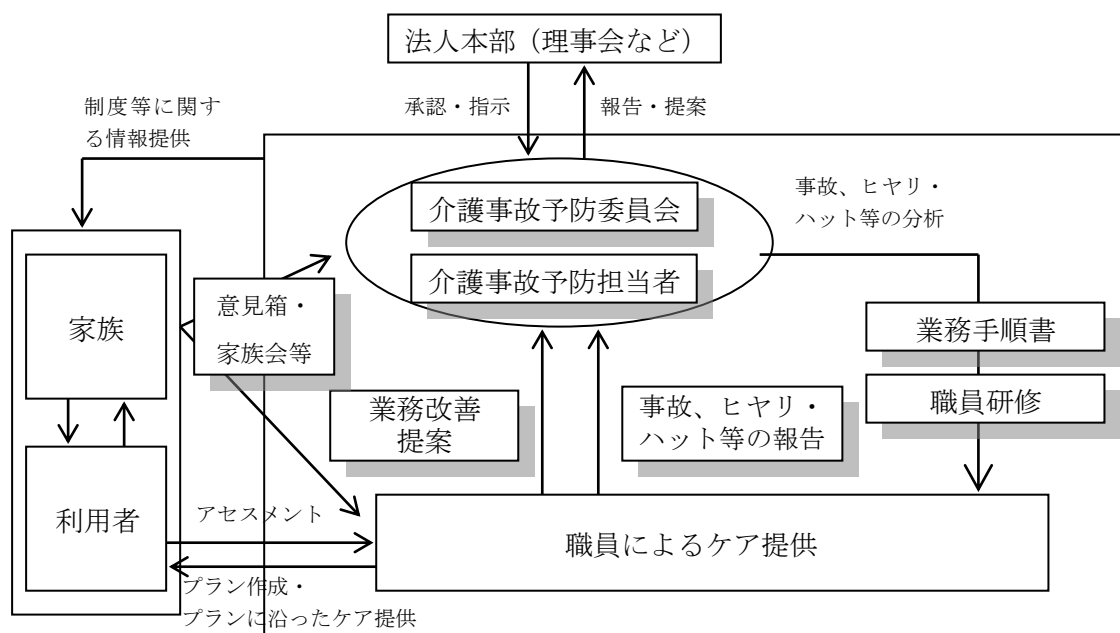 法人本部（理事会など）
制度等に関す
る情報提供
承認・指示
報告・提案
介護事故予防委員会
介護事故予防担当者
事故、ヒヤリ・
ハット等の分析
家族
意見箱・
家族会等
業務手順書
職員研修
業務改善
提案
事故、ヒヤリ・
ハット等の報告
利用者
アセスメント
職員によるケア提供
プラン作成・
プランに沿ったケア提供